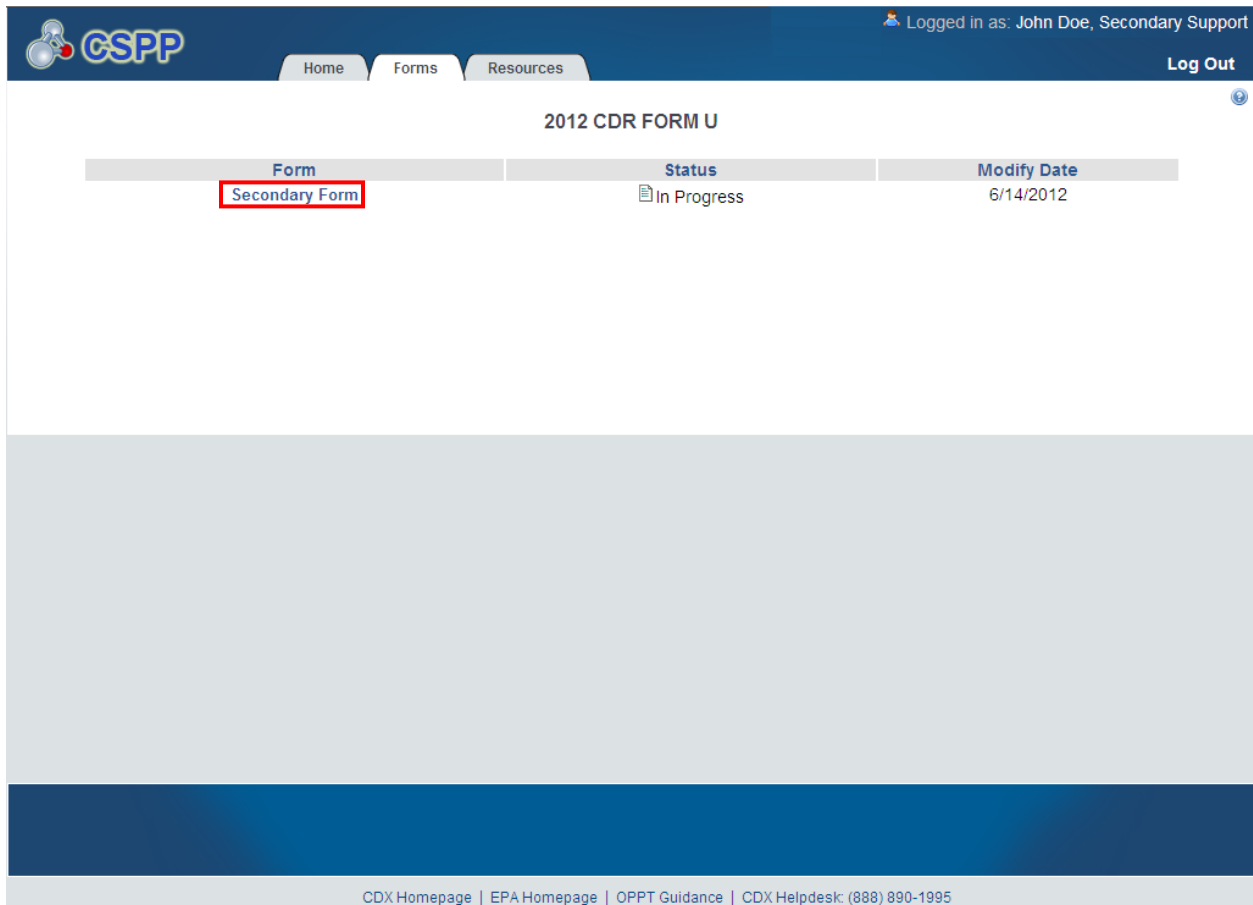 Logged in as: John Doe, Secondary Support
CSPP
Home Forms Resources Log Out
2012 CDR FORM U
Form Status Modify Date
Secondary Form In Progress 6/14/2012
CDX Homepage | EPA Homepage | OPPT Guidance | CDX Helpdesk: (888) 890-1995